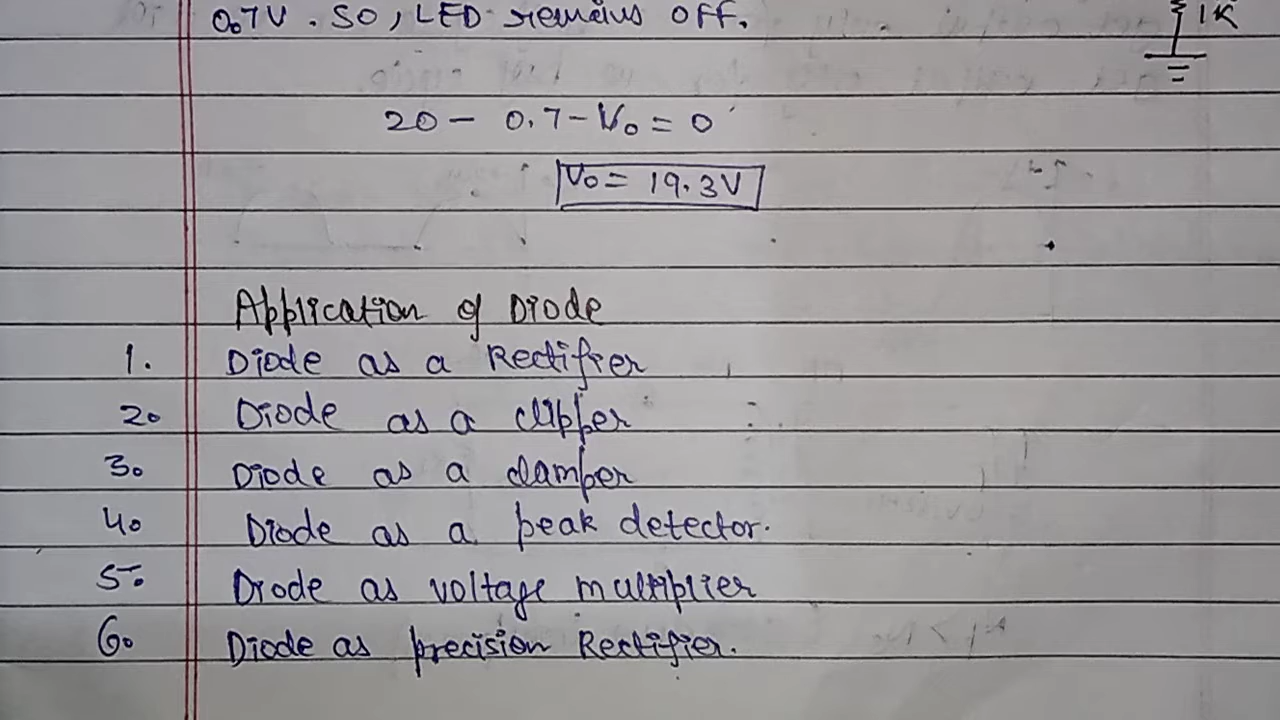 0.7V. SO, LED remains OFF.
1K
20 - 0.7 - V₀ = 0
V₀ = 19.3V
Application of Diode
1. Diode as a Rectifier
2. Diode as a clipper
3. Diode as a clamper
4. Diode as a peak detector.
5. Diode as voltage multiplier
6. Diode as precision Rectifier.